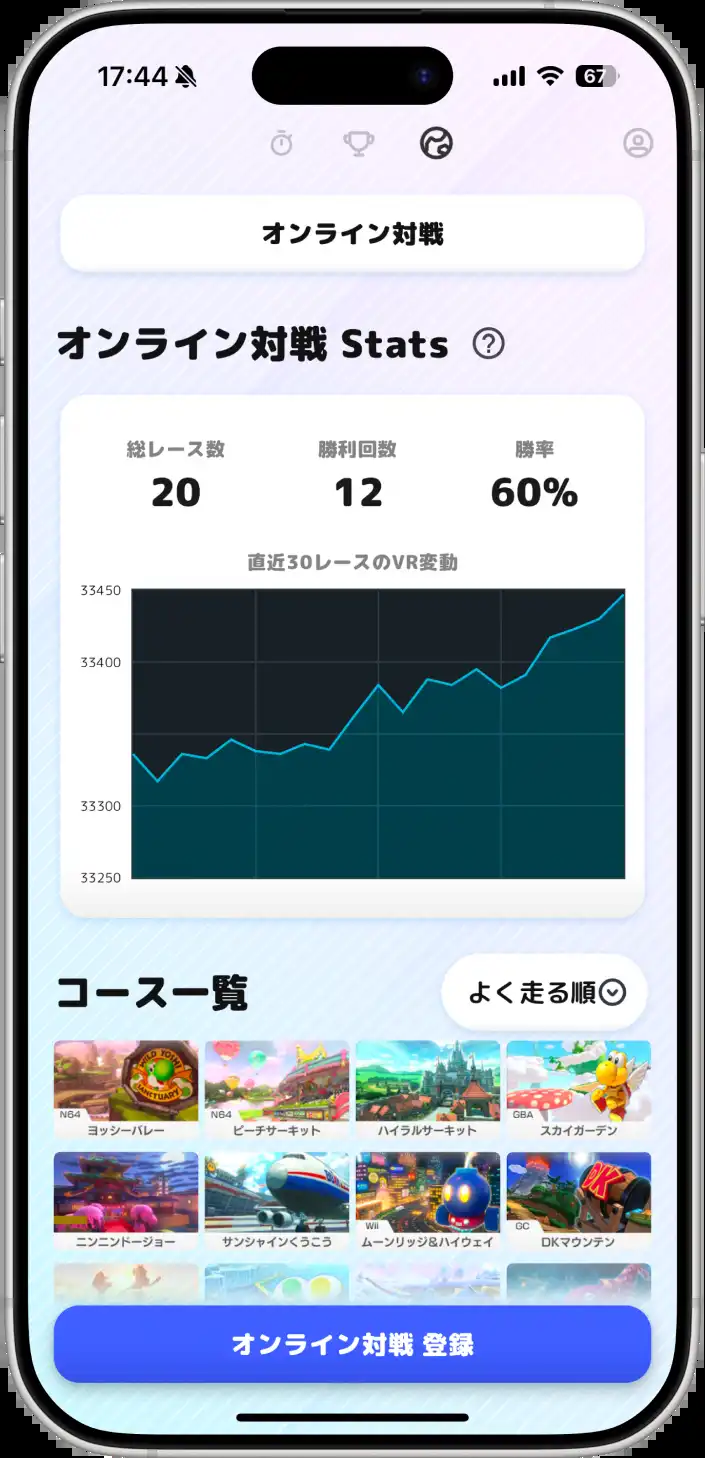 17:44
67
オンライン対戦
オンライン対戦 Stats ?
総レース数 勝利回数 勝率
20 12 60%
直近30レースのVR変動
33450
33400
33300
33250
コース一覧
よく走る順
WILD YOSHI
SANCTUARY
N64 N64 GBA
ヨッシーバレー ピーチサーキット ハイラルサーキット スカイガーデン
DK
Wii GC
ニンニンドージョー サンシャインくうこう ムーンリッジ&ハイウェイ DKマウンテン
オンライン対戦 登録